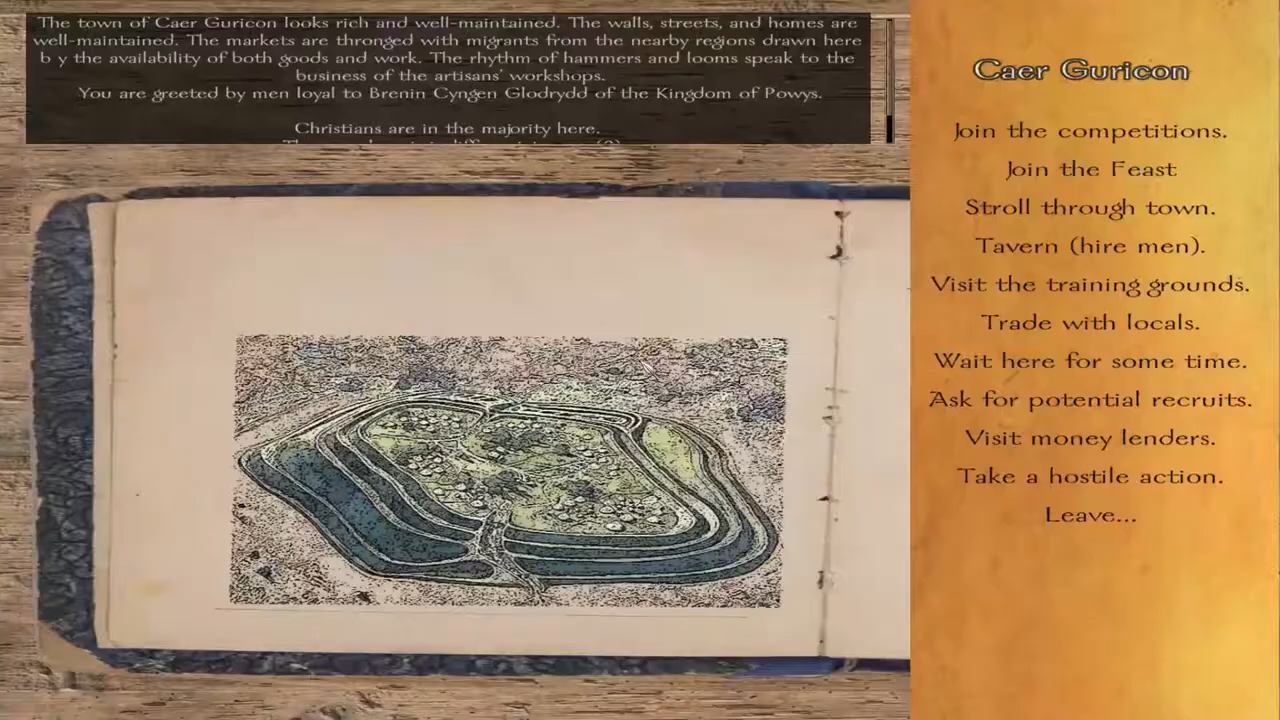 The town of Caer Guricon looks rich and well-maintained. The walls, streets, and homes are
well-maintained. The markets are thronged with migrants from the nearby regions drawn here
b y the availability of both goods and work. The rhythm of hammers and looms speak to the
business of the artisans' workshops.
You are greeted by men loyal to Brenin Cyngen Glodrydd of the Kingdom of Powys.
Christians are in the majority here.
Caer Guricon
Join the competitions.
Join the Feast
Stroll through town.
Tavern (hire men).
Visit the training grounds.
Trade with locals.
Wait here for some time.
Ask for potential recruits.
Visit money lenders.
Take a hostile action.
Leave...